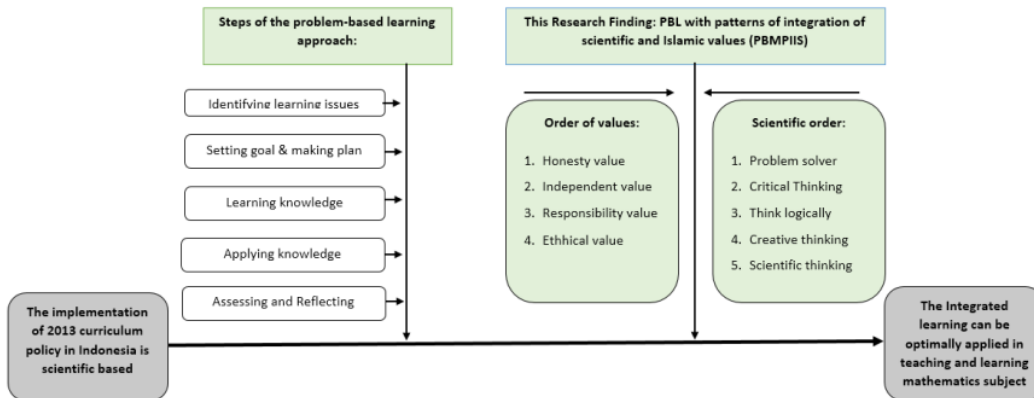 Steps of the problem-based learning
approach:
Identifying learning issues
Setting goal & making plan
Learning knowledge
Applying knowledge
Assessing and Reflecting
This Research Finding: PBL with patterns of integration of
scientific and Islamic values (PBMPIIS)
Order of values:
1. Honesty value
2. Independent value
3. Responsibility value
4. Ethhical value
Scientific order:
1. Problem solver
2. Critical Thinking
3. Think logically
4. Creative thinking
5. Scientific thinking
The implementation
of 2013 curriculum
policy in Indonesia is
scientific based
The Integrated
learning can be
optimally applied in
teaching and learning
mathematics subject